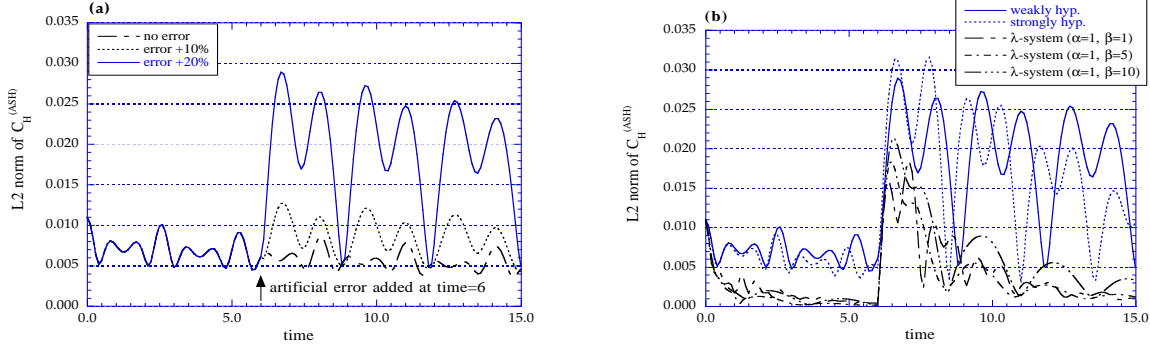 (a)
0.035
0.030
0.025
0.020
0.015
0.010
0.005
0.000
L2 norm of C_H^(ASH)
no error
error +10%
error +20%
artificial error added at time=6
0.0
5.0
10.0
15.0
time
(b)
0.035
0.030
0.025
0.020
0.015
0.010
0.005
0.000
L2 norm of C_H^(ASH)
weakly hyp.
strongly hyp.
λ-system (α=1, β=1)
λ-system (α=1, β=5)
λ-system (α=1, β=10)
0.0
5.0
10.0
15.0
time